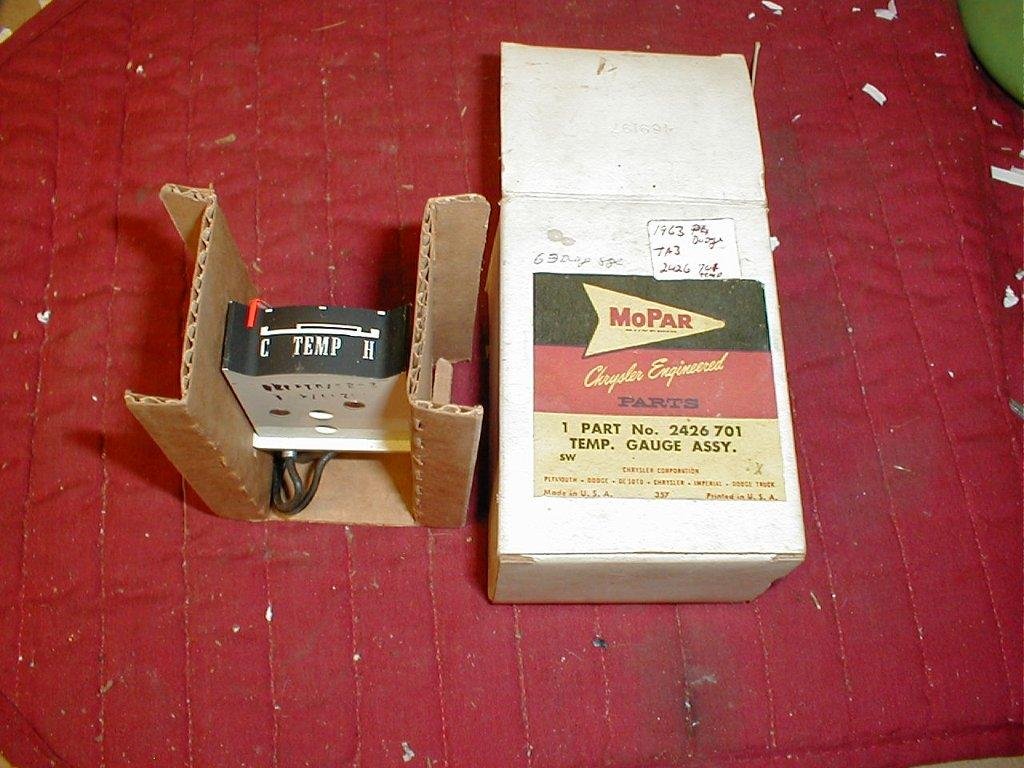 C TEMP H
1963
Dodge
TA3
2426 701
TEMP
63 Dodge
MOPAR
Chrysler Engineered
PARTS
1 PART No. 2426 701
TEMP. GAUGE ASSY.
SW
CHRYSLER CORPORATION
PLYMOUTH • DODGE • DE SOTO • CHRYSLER • IMPERIAL • DODGE TRUCK
Made in U. S. A. 357 Printed in U. S. A.